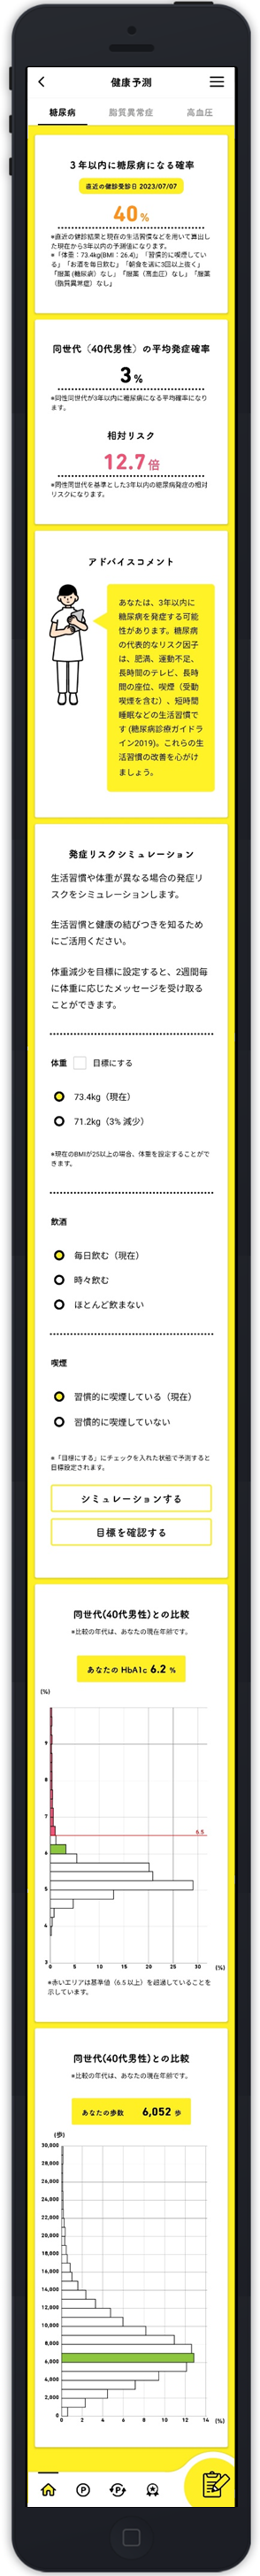 健康予測
糖尿病 脂質異常症 高血圧
3年以内に糖尿病になる確率
直近の健診受診日 2023/07/07
40%
※直近の健診結果と現在の生活習慣などを用いて算出し
た現在から3年以内の予測値になります。
※「体重：73.4kg(BMI：26.4)」「習慣的に喫煙してい
る」「お酒を毎日飲む」「朝食を週に3回以上抜く」
「服薬(糖尿病)なし」「服薬(高血圧)なし」「服薬
(脂質異常症)なし」
同世代（40代男性）の平均発症確率
3%
※同性同世代が3年以内に糖尿病になる平均確率になり
ます。
相対リスク
12.7倍
※同性同世代を基準とした3年以内の糖尿病発症の相対
リスクになります。
アドバイスコメント
あなたは、3年以内に
糖尿病を発症する可能
性があります。糖尿病
の代表的なリスク因子
は、肥満、運動不足、
長時間のテレビ、長時
間の座位、喫煙（受動
喫煙を含む）、短時間
睡眠などの生活習慣で
す(糖尿病診療ガイドラ
イン2019)。これらの生
活習慣の改善を心がけ
ましょう。
発症リスクシミュレーション
生活習慣や体重が異なる場合の発症リ
スクをシミュレーションします。
生活習慣と健康の結びつきを知るため
にご活用ください。
体重減少を目標に設定すると、2週間毎
に体重に応じたメッセージを受け取る
ことができます。
体重 目標にする
73.4kg（現在）
71.2kg（3% 減少）
※現在のBMIが25以上の場合、体重を設定することがで
きます。
飲酒
毎日飲む（現在）
時々飲む
ほとんど飲まない
喫煙
習慣的に喫煙している（現在）
習慣的に喫煙していない
※「目標にする」にチェックを入れた状態で予測すると
目標設定されます。
シミュレーションする
目標を確認する
同世代(40代男性)との比較
※比較の年代は、あなたの現在年齢です。
あなたの HbA1c 6.2 %
(%)
9
8
7
6.5
6
5
4
3
0 5 10 15 20 25 30 (%)
※赤いエリアは基準値（6.5以上）を超過していることを
示しています。
同世代(40代男性)との比較
※比較の年代は、あなたの現在年齢です。
あなたの歩数 6,052 歩
(歩)
30,000
28,000
26,000
24,000
22,000
20,000
18,000
16,000
14,000
12,000
10,000
8,000
6,000
4,000
2,000
0
0 2 4 6 8 10 12 14 (%)
P P